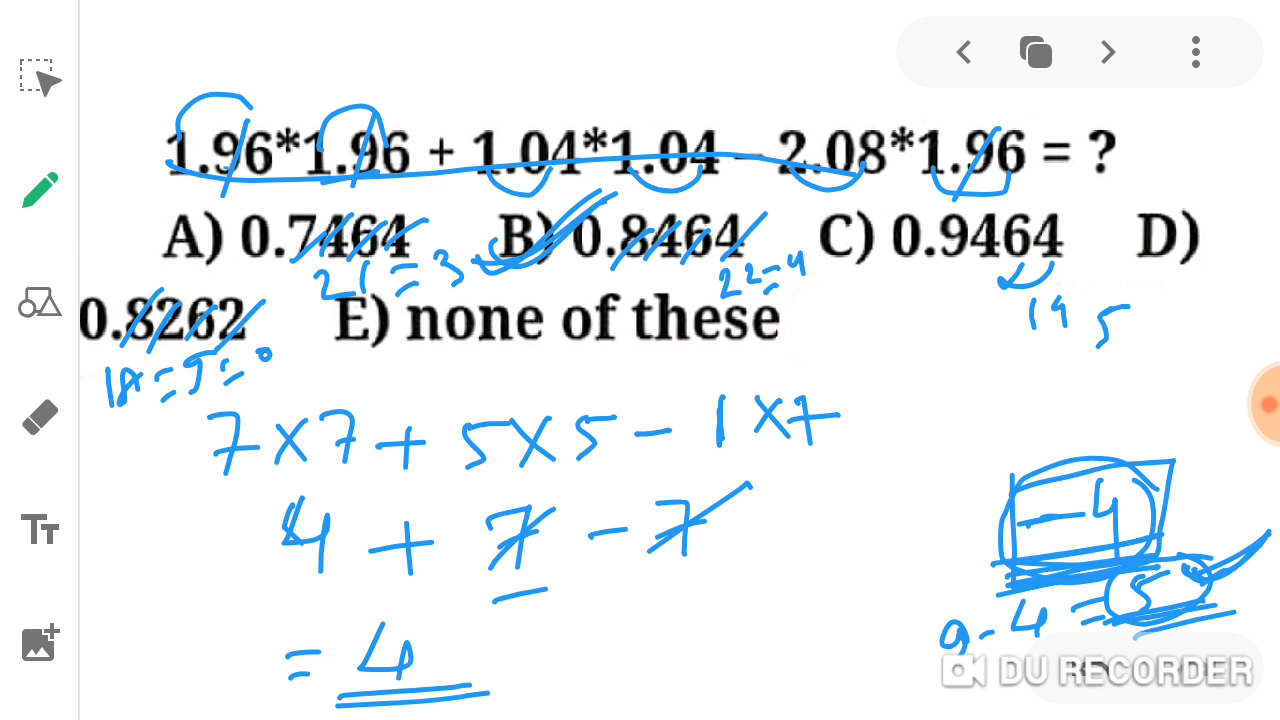 1.96*1.96 + 1.04*1.04 – 2.08*1.96 = ?
A) 0.7464 B) 0.8464 C) 0.9464 D)
21 = 3 22=4
0.8262 E) none of these
14 5
18 = 9 = 0
7 × 7 + 5 × 5 – 1 × 7
4 + 7 – 7
– 4
9 - 4 = 5
= 4
Tt
DU RECORDER